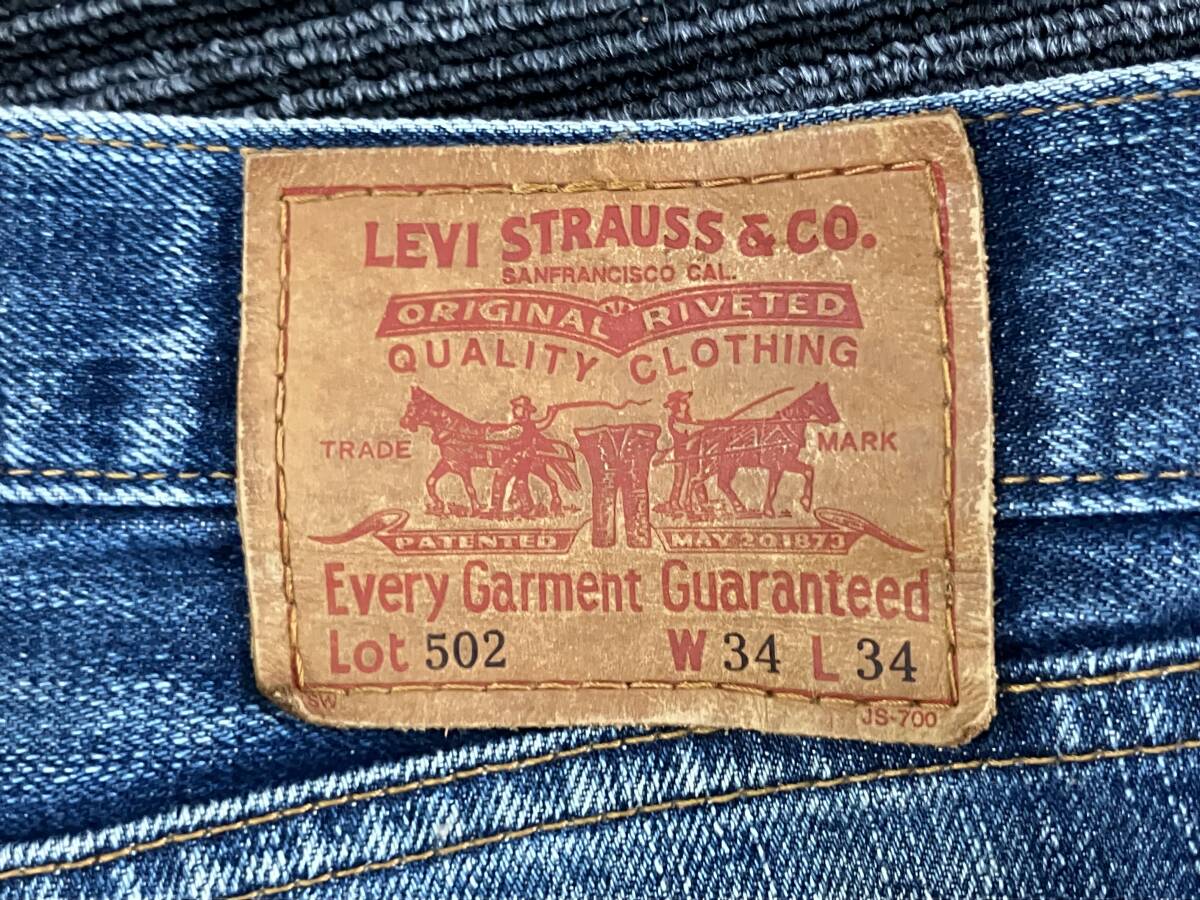 LEVI STRAUSS & CO.
SANFRANCISCO CAL.
ORIGINAL RIVETED
QUALITY CLOTHING
TRADE MARK
PATENTED MAY 20 1873
Every Garment Guaranteed
Lot 502 W 34 L 34
SW JS-700